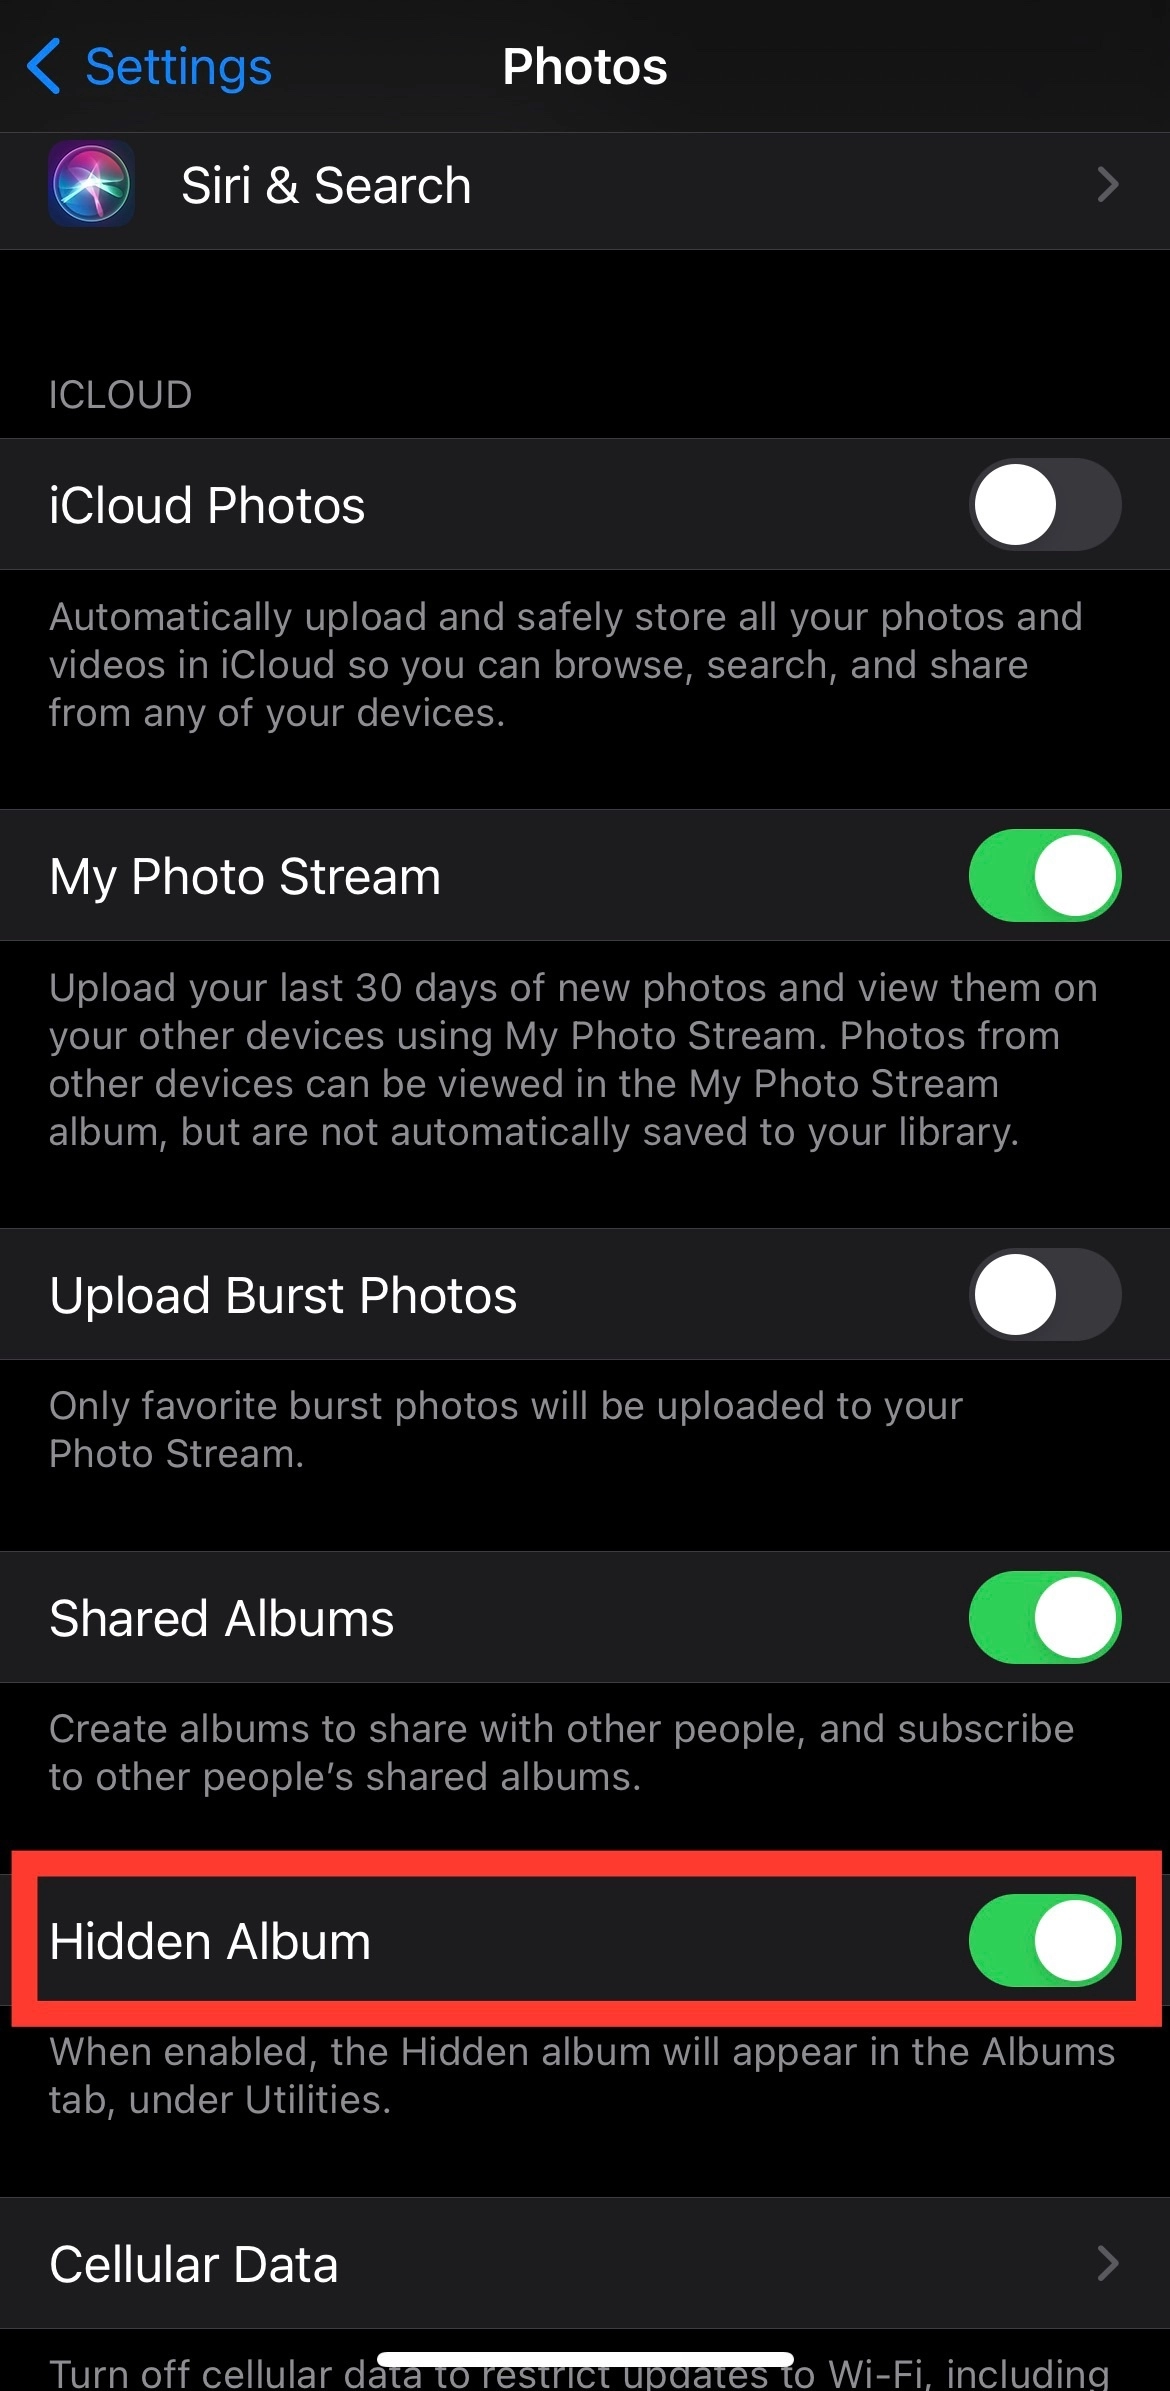 Settings
Photos
Siri & Search
ICLOUD
iCloud Photos
Automatically upload and safely store all your photos and
videos in iCloud so you can browse, search, and share
from any of your devices.
My Photo Stream
Upload your last 30 days of new photos and view them on
your other devices using My Photo Stream. Photos from
other devices can be viewed in the My Photo Stream
album, but are not automatically saved to your library.
Upload Burst Photos
Only favorite burst photos will be uploaded to your
Photo Stream.
Shared Albums
Create albums to share with other people, and subscribe
to other people’s shared albums.
Hidden Album
When enabled, the Hidden album will appear in the Albums
tab, under Utilities.
Cellular Data
Turn off cellular data to restrict updates to Wi-Fi, including